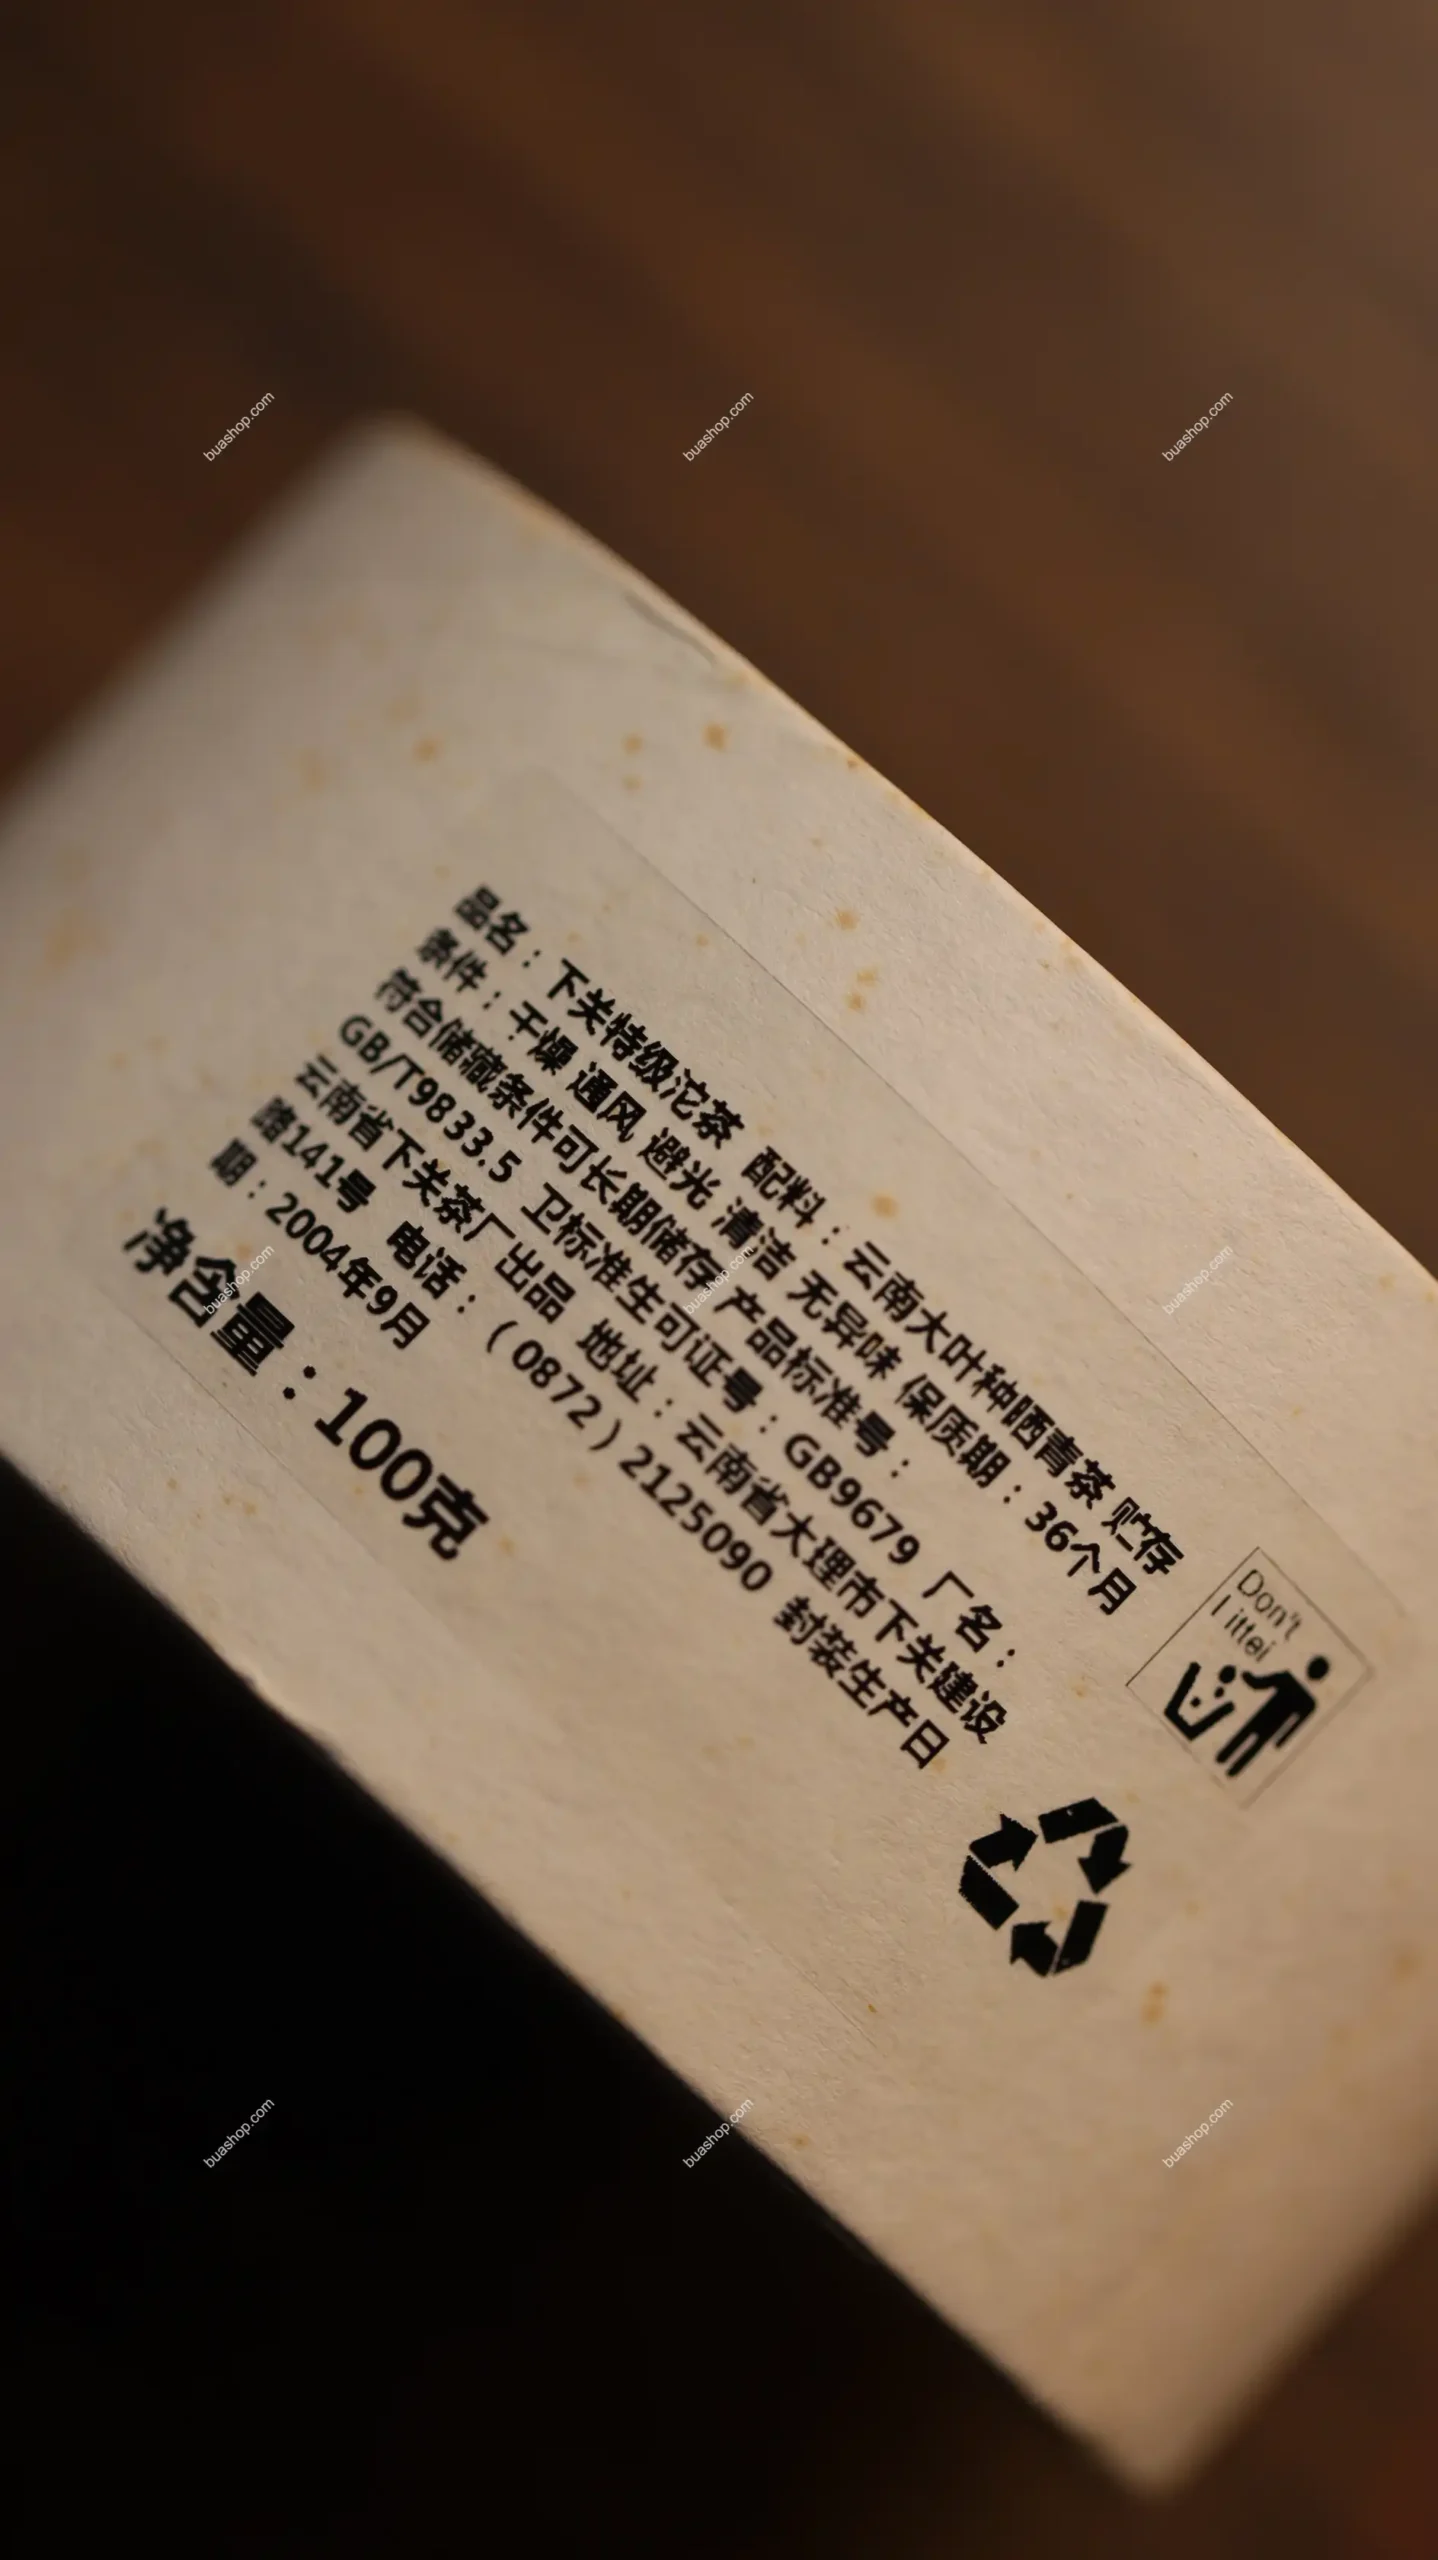 品名：下关特级沱茶 配料：云南大叶种晒青茶 贮存
条件：干燥 通风 避光 清洁 无异味 保质期：36个月
符合储藏条件可长期储存 产品标准号：
GB/T9833.5 卫标准生可证号：GB9679 厂名：
云南省下关茶厂出品 地址：云南省大理市下关建设
路141号 电话：（0872）2125090 封装生产日
期：2004年9月
净含量：100克
Don't
Littei
buashop.com
buashop.com
buashop.com
buashop.com
buashop.com
buashop.com
buashop.com
buashop.com
buashop.com